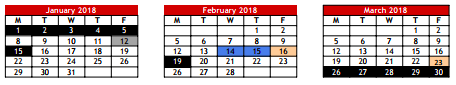 January 2018
M T W T F
1 2 3 4 5
8 9 10 11 12
15 16 17 18 19
22 23 24 25 26
29 30 31
February 2018
M T W T F
1 2
5 6 7 8 9
12 13 14 15 16
19 20 21 22 23
26 27 28
March 2018
M T W T F
1 2
5 6 7 8 9
12 13 14 15 16
19 20 21 22 23
26 27 28 29 30